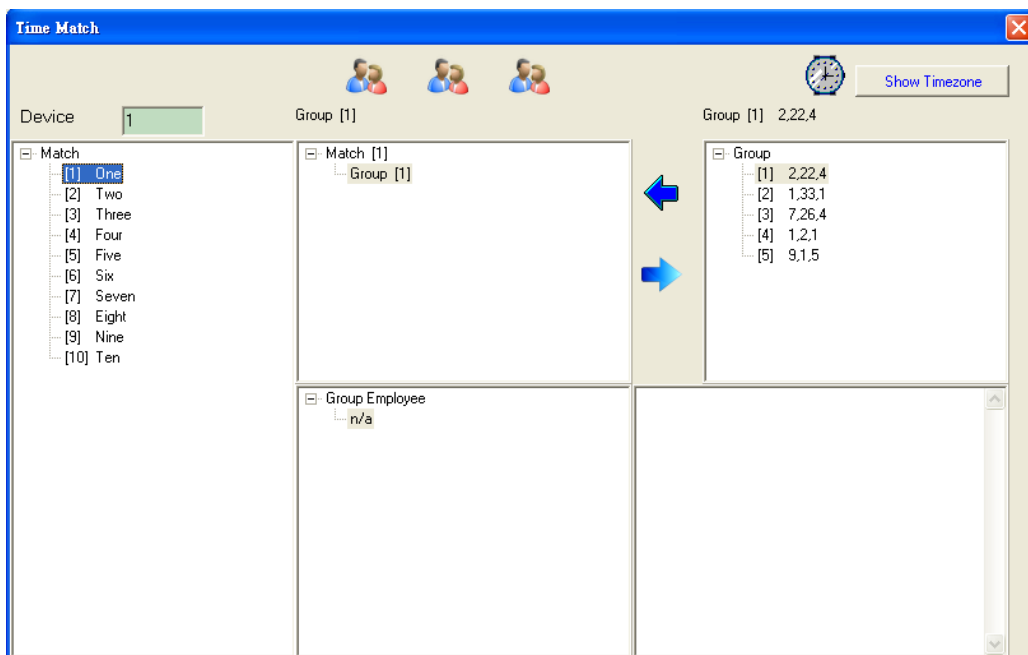 Time Match
Show Timezone
Device 1
Group [1]
Group [1] 2,22,4
Match
[1] One
[2] Two
[3] Three
[4] Four
[5] Five
[6] Six
[7] Seven
[8] Eight
[9] Nine
[10] Ten
Match [1]
Group [1]
Group
[1] 2,22,4
[2] 1,33,1
[3] 7,26,4
[4] 1,2,1
[5] 9,1,5
Group Employee
n/a